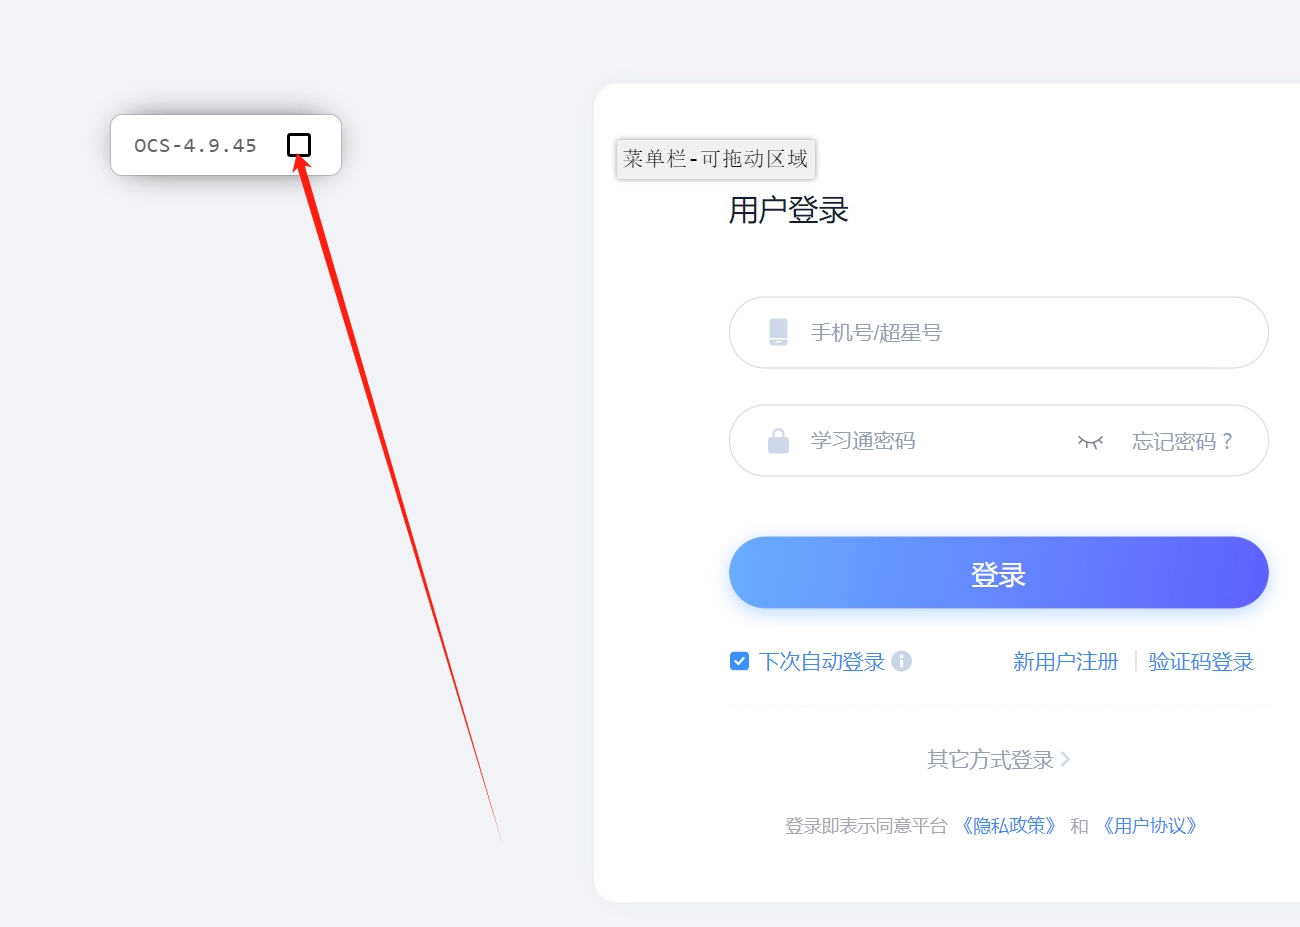 OCS-4.9.45
菜单栏-可拖动区域
用户登录
手机号/超星号
学习通密码
忘记密码？
登录
下次自动登录
新用户注册
验证码登录
其它方式登录
登录即表示同意平台《隐私政策》 和 《用户协议》